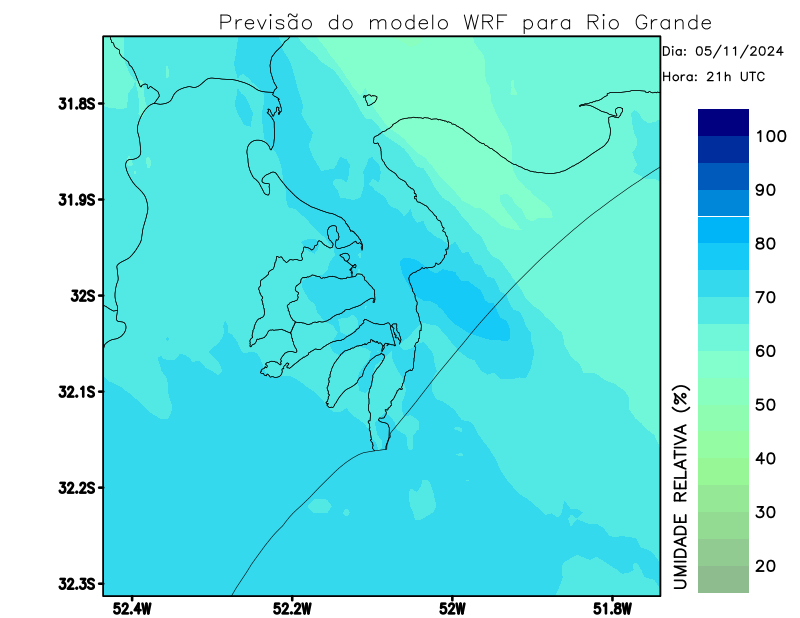 Previsão do modelo WRF para Rio Grande
Dia: 05/11/2024
Hora: 21h UTC
31.8S
31.9S
32S
32.1S
32.2S
32.3S
52.4W
52.2W
52W
51.8W
100
90
80
70
60
50
40
30
20
UMIDADE RELATIVA (%)